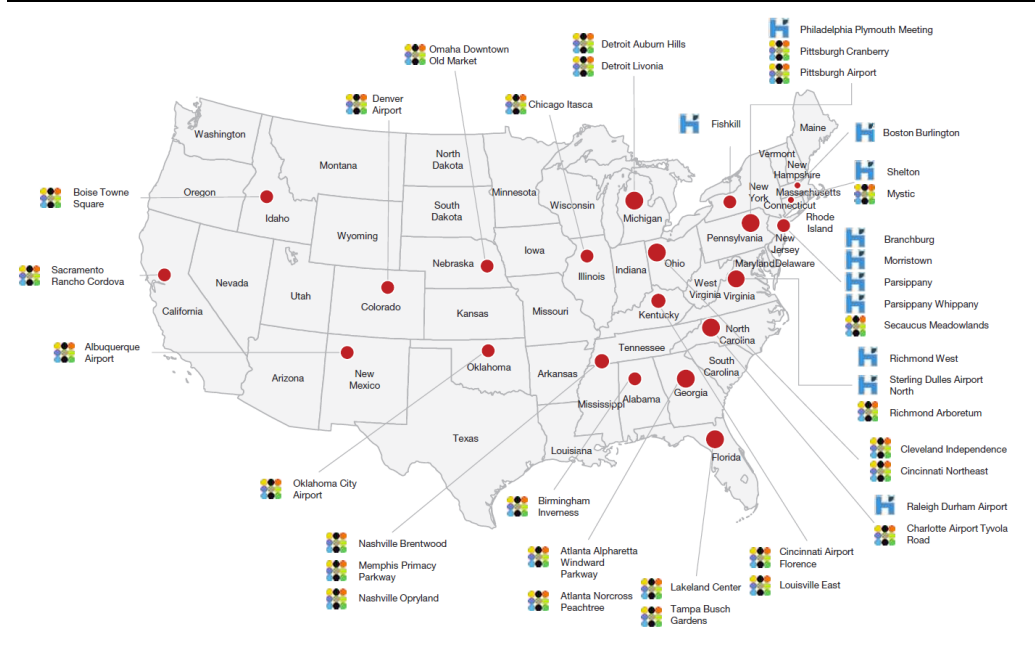 Philadelphia Plymouth Meeting
Pittsburgh Cranberry
Pittsburgh Airport
Detroit Auburn Hills
Detroit Livonia
Omaha Downtown
Old Market
Denver
Airport
Chicago Itasca
Fishkill
Boston Burlington
Shelton
Mystic
Boise Towne
Square
Sacramento
Rancho Cordova
Albuquerque
Airport
Washington
Oregon
Idaho
Montana
North
Dakota
South
Dakota
Minnesota
Wisconsin
Michigan
Wyoming
Nebraska
Iowa
Illinois
Indiana
Ohio
Pennsylvania
New
York
Vermont
New
Hampshire
Maine
Massachusetts
Connecticut
Rhode
Island
New
Jersey
Maryland
Delaware
West
Virginia
Virginia
Nevada
Utah
Colorado
Kansas
Missouri
Kentucky
California
Arizona
New
Mexico
Oklahoma
Arkansas
Tennessee
North
Carolina
South
Carolina
Texas
Louisiana
Mississippi
Alabama
Georgia
Florida
Branchburg
Morristown
Parsippany
Parsippany Whippany
Secaucus Meadowlands
Richmond West
Sterling Dulles Airport
North
Richmond Arboretum
Cleveland Independence
Cincinnati Northeast
Raleigh Durham Airport
Charlotte Airport Tyvola
Road
Oklahoma City
Airport
Birmingham
Inverness
Nashville Brentwood
Memphis Primacy
Parkway
Nashville Opryland
Atlanta Alpharetta
Windward
Parkway
Atlanta Norcross
Peachtree
Lakeland Center
Tampa Busch
Gardens
Cincinnati Airport
Florence
Louisville East